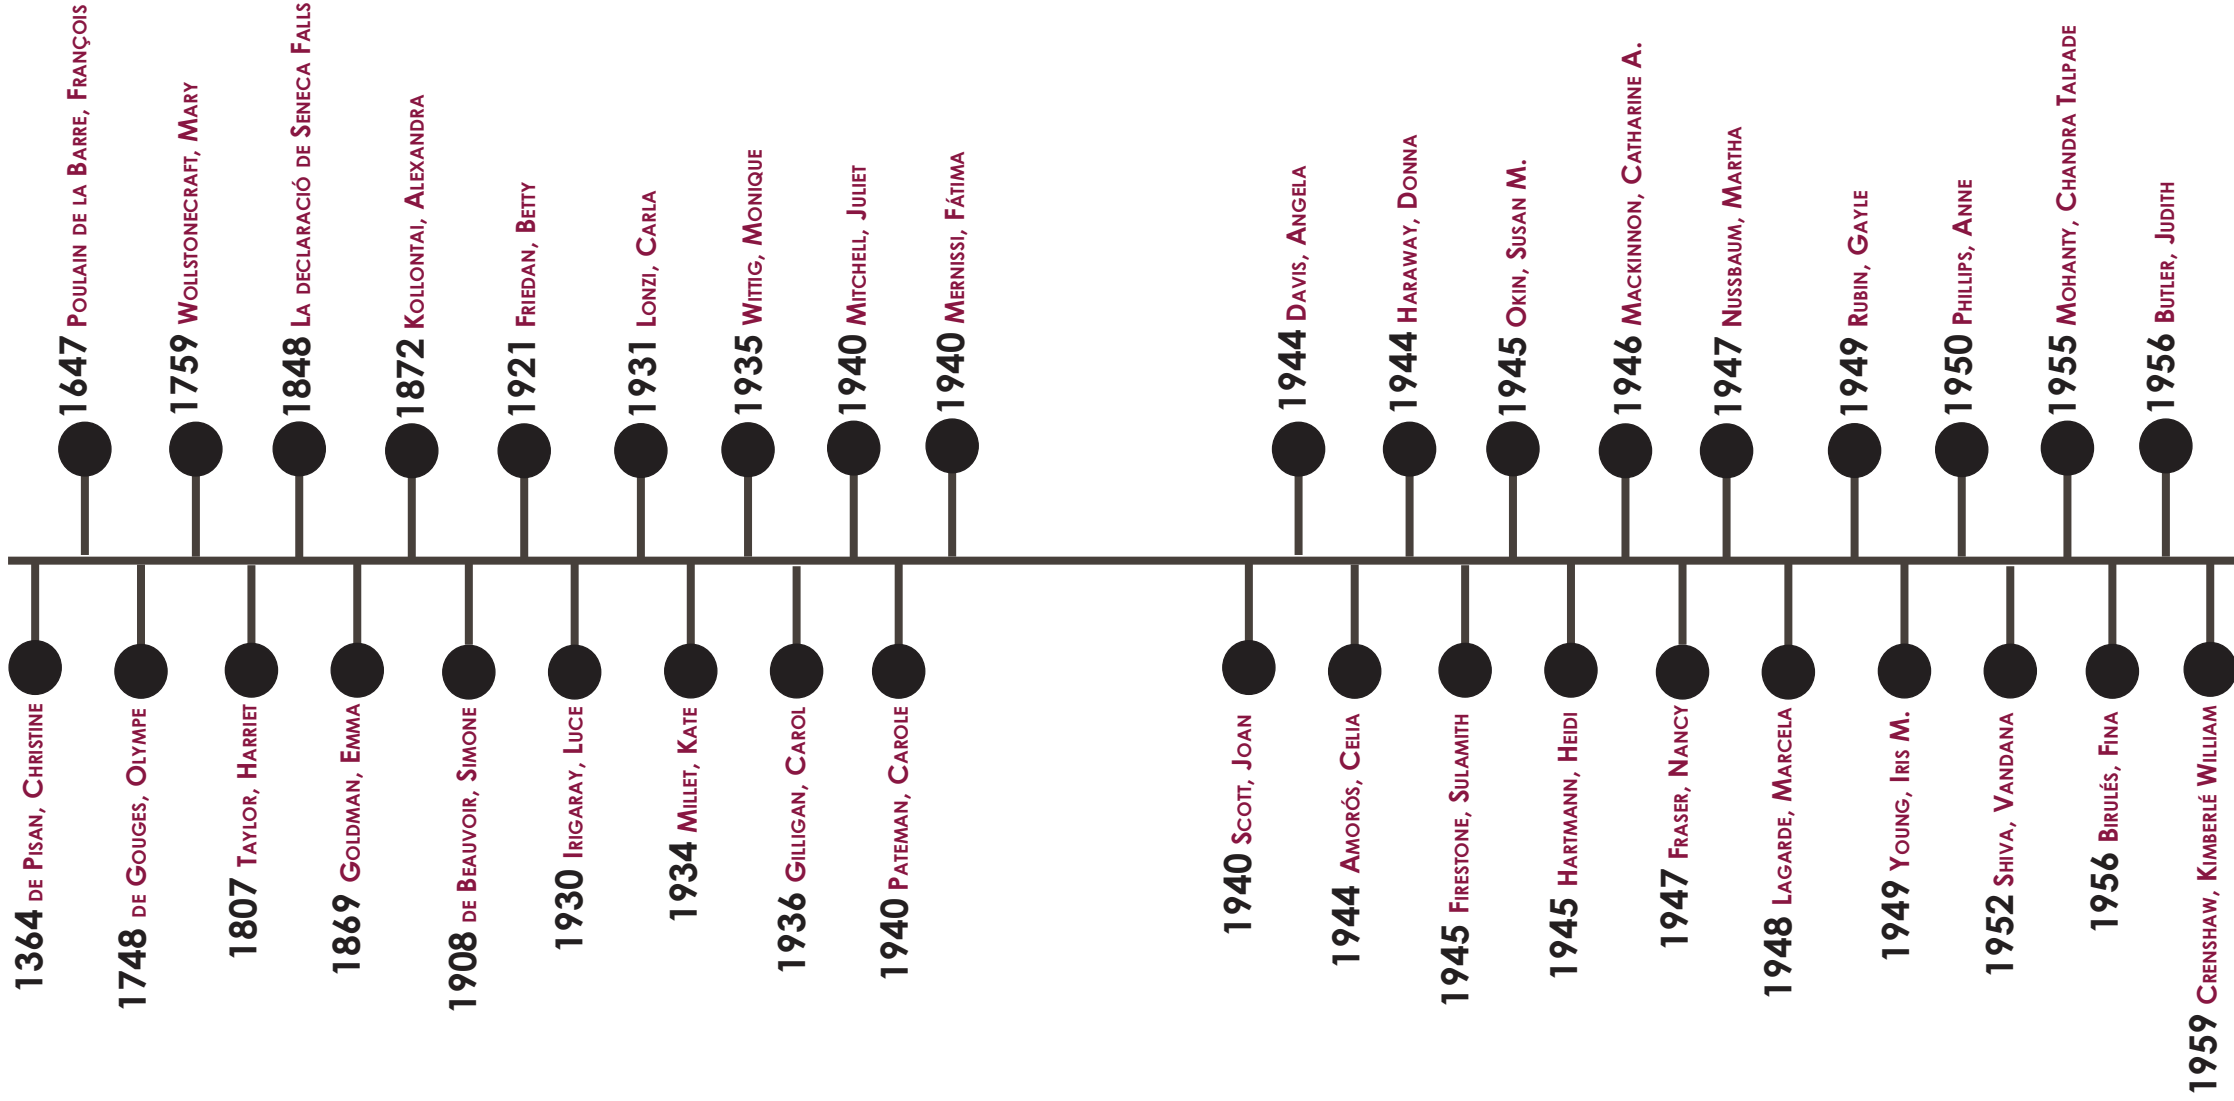 1364 de Pisan, Christine
1647 Poulain de la Barre, François
1748 de Gouges, Olympe
1759 Wollstonecraft, Mary
1807 Taylor, Harriet
1848 La declaració de Seneca Falls
1869 Goldman, Emma
1872 Kollontai, Alexandra
1908 de Beauvoir, Simone
1921 Friedan, Betty
1930 Irigaray, Luce
1931 Lonzi, Carla
1934 Millet, Kate
1935 Wittig, Monique
1936 Gilligan, Carol
1940 Mitchell, Juliet
1940 Pateman, Carole
1940 Mernissi, Fátima
1940 Scott, Joan
1944 Davis, Angela
1944 Amorós, Celia
1944 Haraway, Donna
1945 Firestone, Sulamith
1945 Okin, Susan M.
1945 Hartmann, Heidi
1946 Mackinnon, Catharine A.
1947 Fraser, Nancy
1947 Nussbaum, Martha
1948 Lagarde, Marcela
1949 Rubin, Gayle
1949 Young, Iris M.
1950 Phillips, Anne
1952 Shiva, Vandana
1955 Mohanty, Chandra Talpade
1956 Birulés, Fina
1956 Butler, Judith
1959 Crenshaw, Kimberlé William